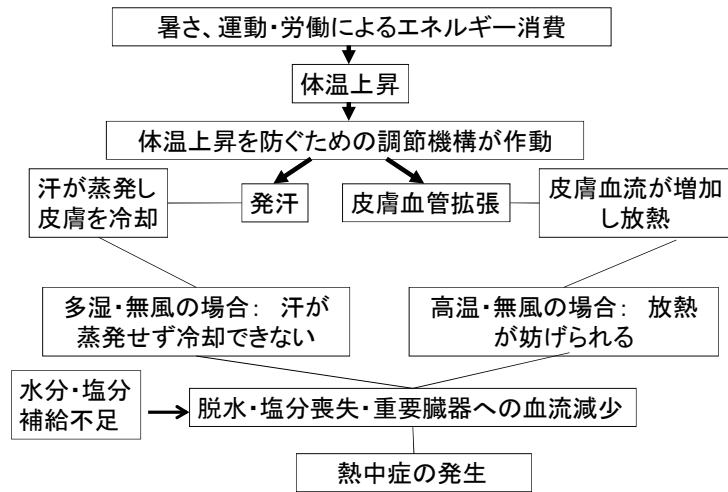 暑さ、運動・労働によるエネルギー消費
体温上昇
体温上昇を防ぐための調節機構が作動
汗が蒸発し
皮膚を冷却
発汗
皮膚血管拡張
皮膚血流が増加
し放熱
多湿・無風の場合： 汗が
蒸発せず冷却できない
高温・無風の場合： 放熱
が妨げられる
水分・塩分
補給不足
脱水・塩分喪失・重要臓器への血流減少
熱中症の発生